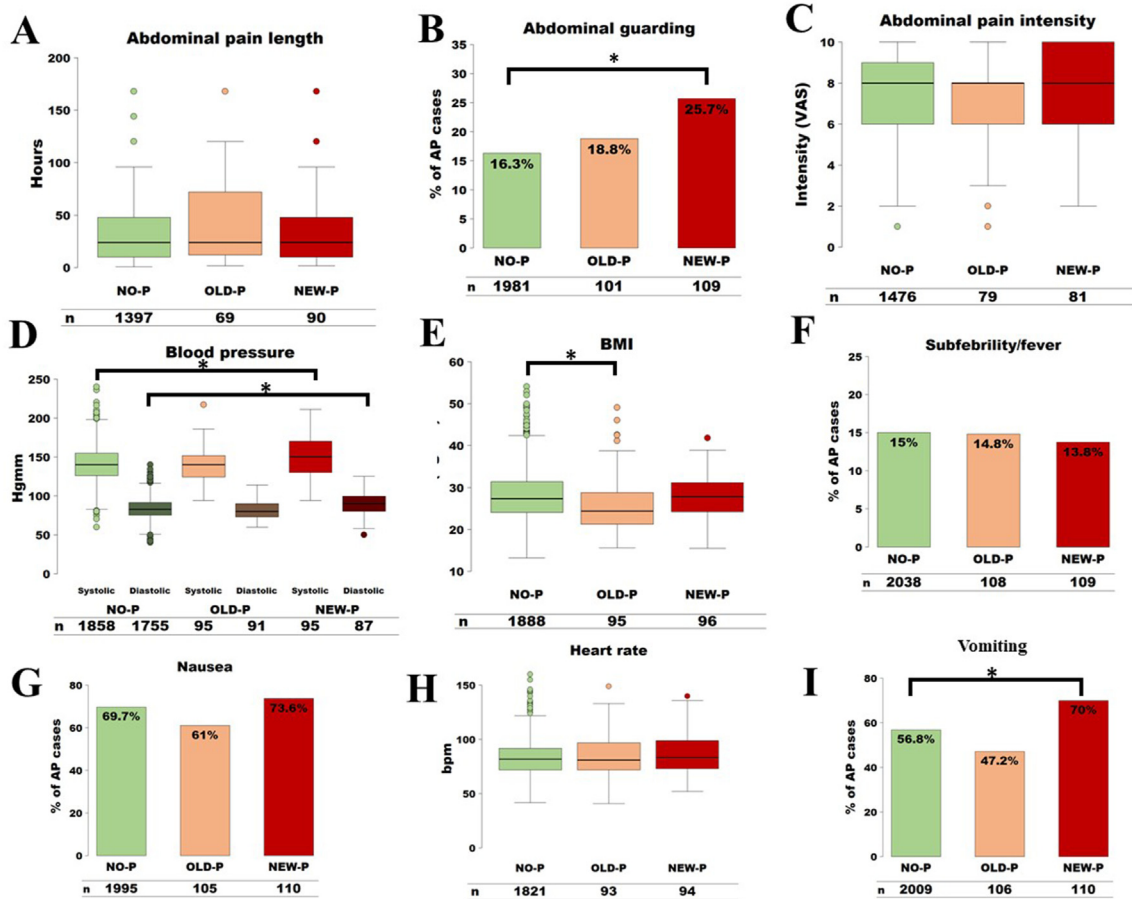 A
Abdominal pain length
Hours
200
150
100
50
0
NO-P OLD-P NEW-P
n 1397 69 90
B
Abdominal guarding
*
% of AP cases
35
30
25
20
15
10
5
0
16.3% 18.8% 25.7%
NO-P OLD-P NEW-P
n 1981 101 109
C
Abdominal pain intensity
Intensity (VAS)
10
8
6
4
2
0
NO-P OLD-P NEW-P
n 1476 79 81
D
Blood pressure
*
*
Hgmm
250
200
150
100
50
0
Systolic Diastolic Systolic Diastolic Systolic Diastolic
NO-P OLD-P NEW-P
n 1858 1755 95 91 95 87
E
BMI
*
60
50
40
30
20
10
NO-P OLD-P NEW-P
n 1888 95 96
F
Subfebrility/fever
% of AP cases
25
20
15
10
5
0
15% 14.8% 13.8%
NO-P OLD-P NEW-P
n 2038 108 109
G
Nausea
% of AP cases
80
60
40
20
0
69.7% 61% 73.6%
NO-P OLD-P NEW-P
n 1995 105 110
H
Heart rate
bpm
150
100
50
0
NO-P OLD-P NEW-P
n 1821 93 94
I
Vomiting
*
% of AP cases
80
60
40
20
0
56.8% 47.2% 70%
NO-P OLD-P NEW-P
n 2009 106 110